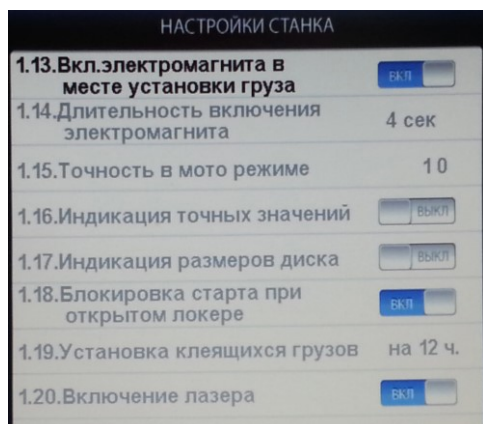 НАСТРОЙКИ СТАНКА
1.13.Вкл.электромагнита в
месте установки груза
ВКЛ
1.14.Длительность включения
электромагнита
4 сек
1.15.Точность в мото режиме
10
1.16.Индикация точных значений
ВЫКЛ
1.17.Индикация размеров диска
ВЫКЛ
1.18.Блокировка старта при
открытом локере
ВКЛ
1.19.Установка клеящихся грузов
на 12 ч.
1.20.Включение лазера
ВКЛ